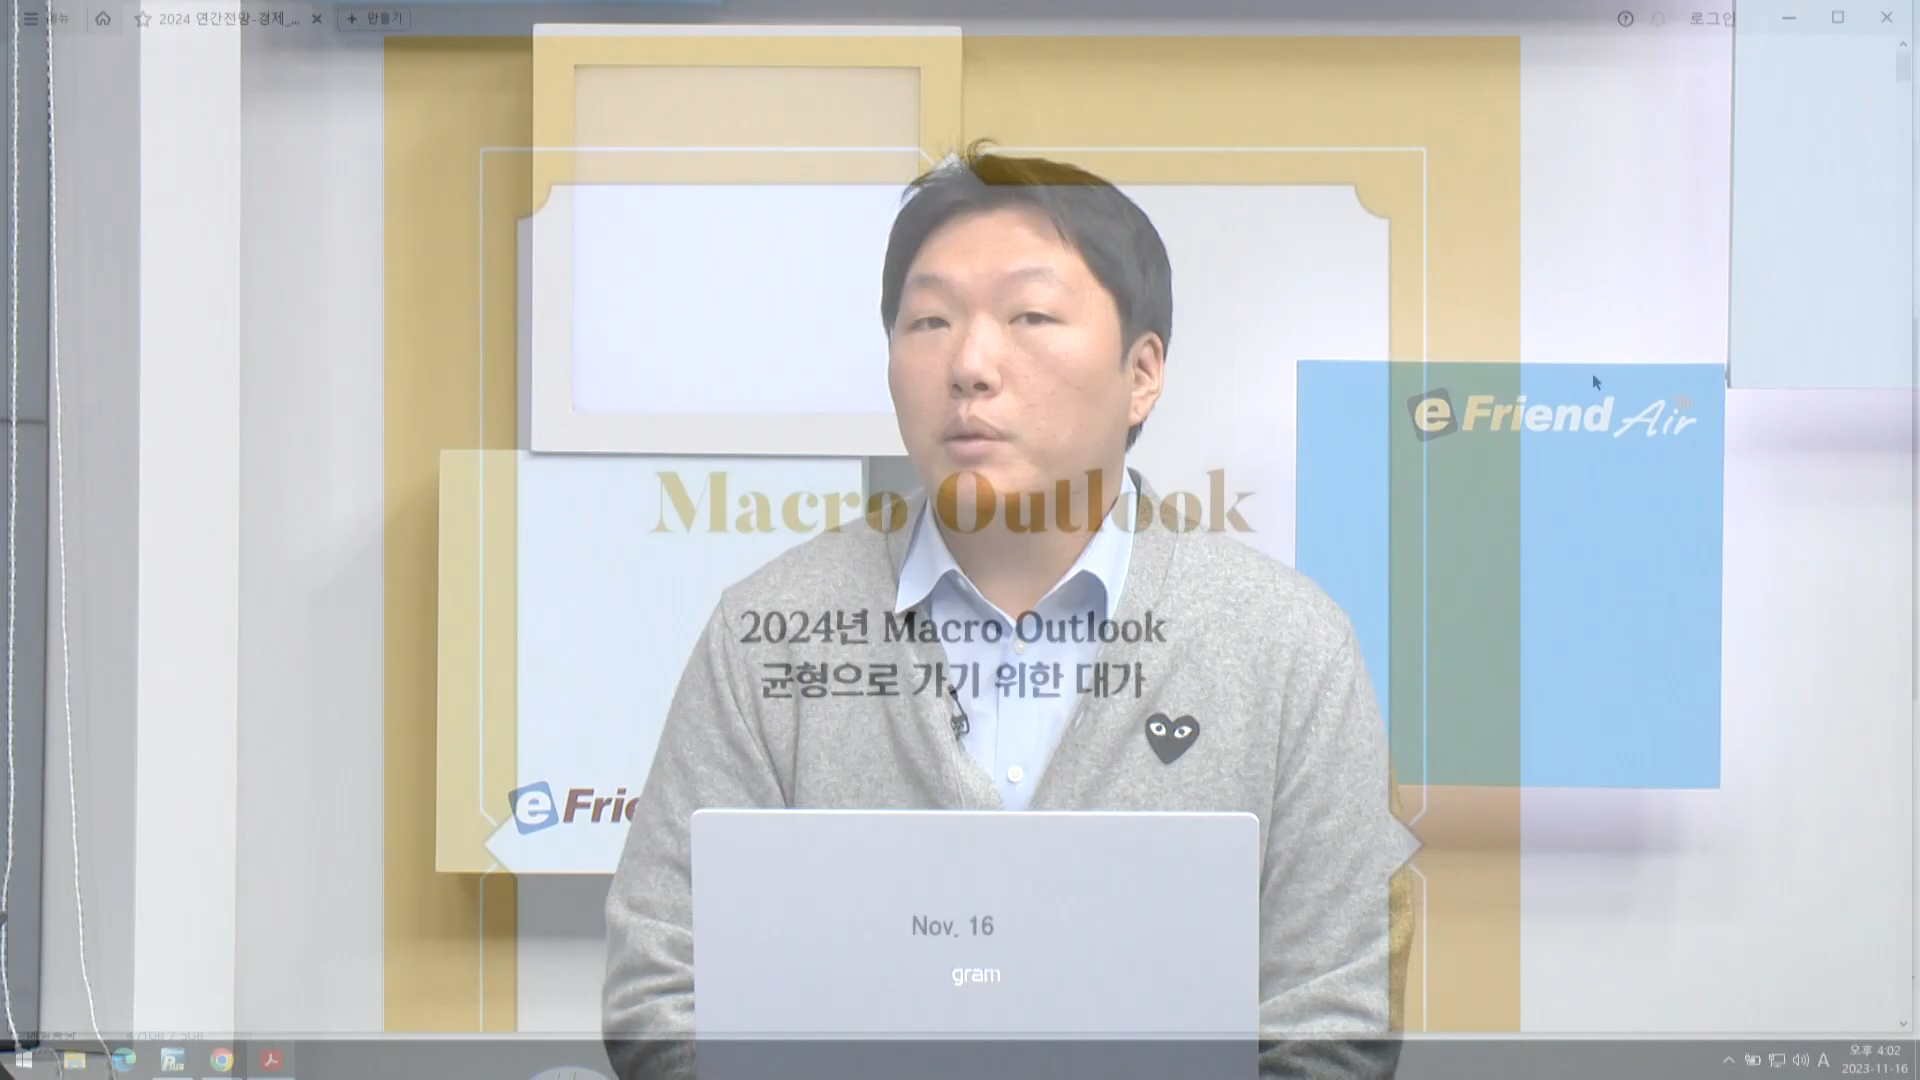 2024 연간전망-경제_...
만들기
로그인
e Friend Air
Macro Outlook
2024년 Macro Outlook
균형으로 가기 위한 대가
e Frie
Nov. 16
gram
A
오후 4:02
2023-11-16